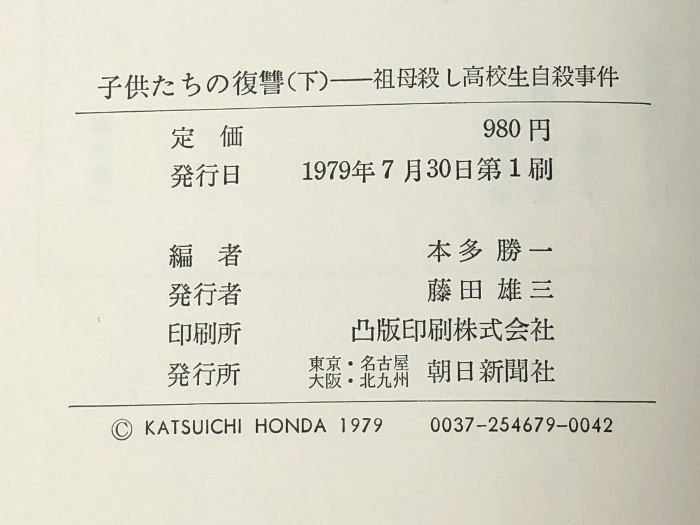 子供たちの復讐(下)——祖母殺し高校生自殺事件
定価 980円
発行日 1979年7月30日第1刷
編者 本多勝一
発行者 藤田雄三
印刷所 凸版印刷株式会社
発行所 東京・名古屋 大阪・北九州 朝日新聞社
© KATSUICHI HONDA 1979 0037-254679-0042